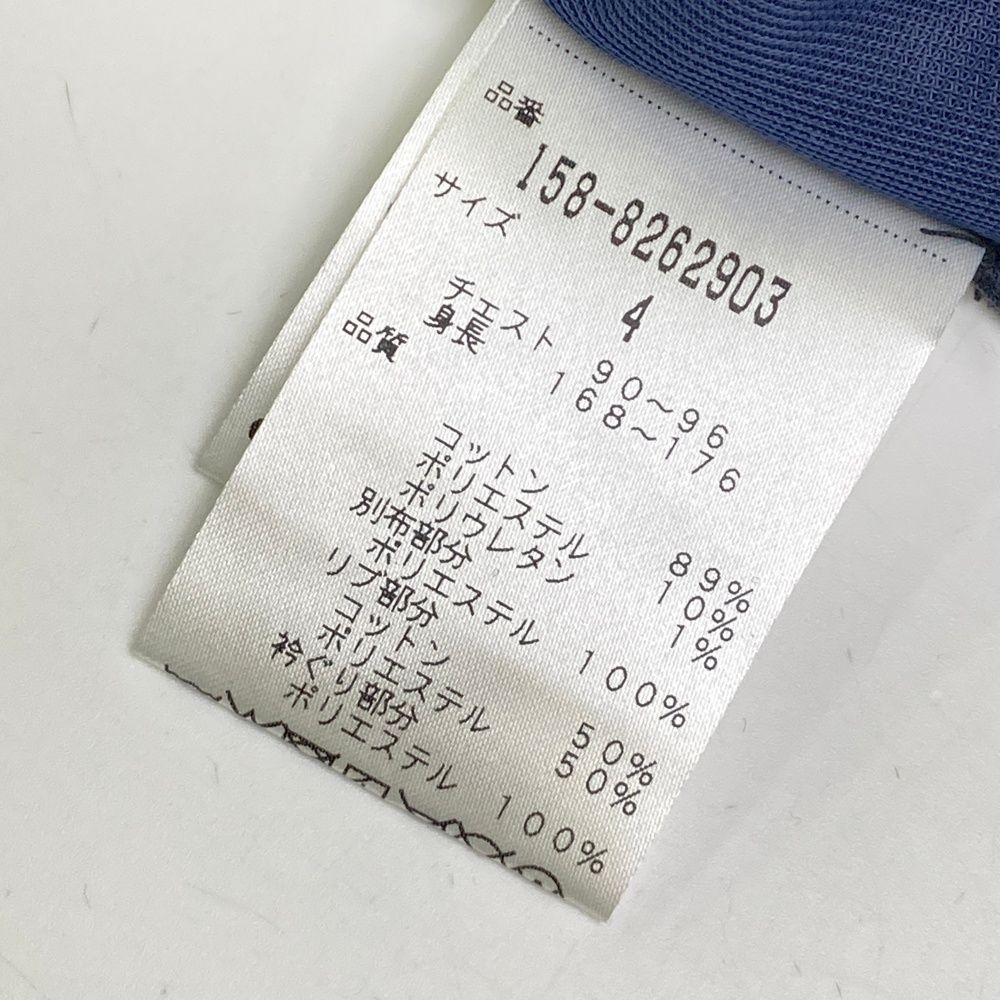 品番
158-8262903
サイズ
4
チェスト 90〜96
身長 168〜176
品質
コットン 89%
ポリエステル 10%
ポリウレタン 1%
別布部分
ポリエステル 100%
リブ部分
コットン 50%
ポリエステル 50%
衿ぐり部分
ポリエステル 100%